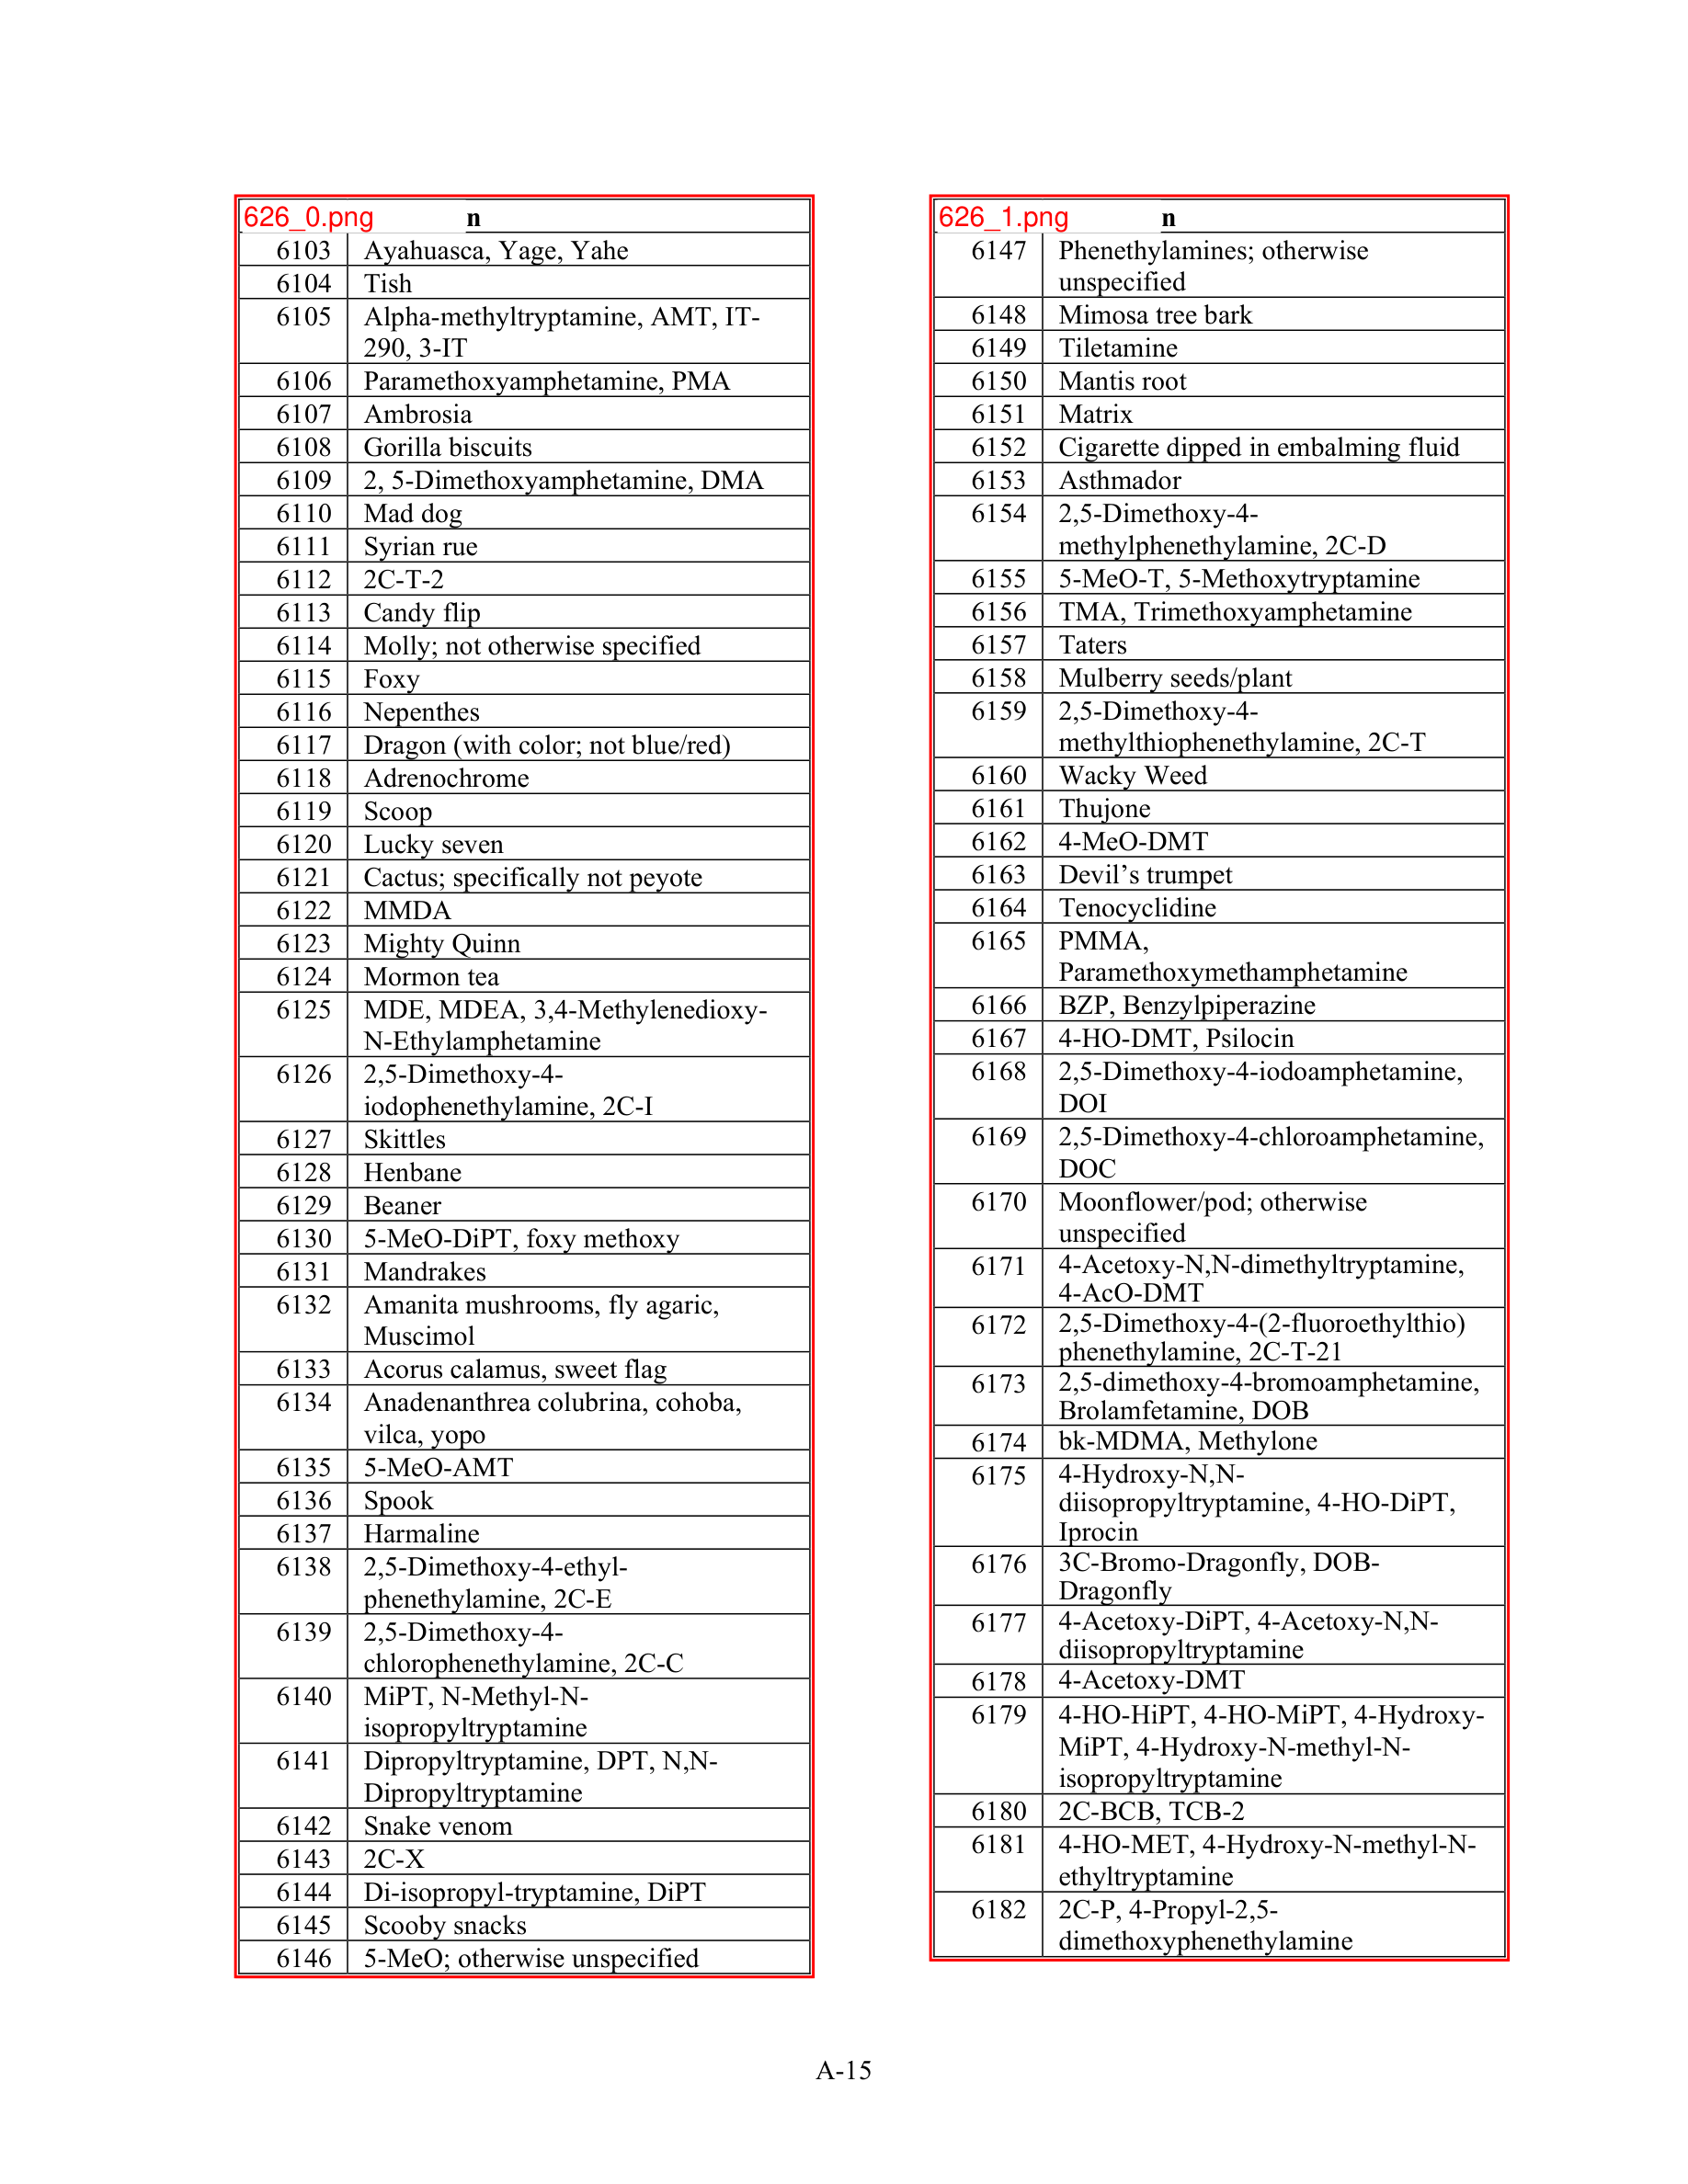 626_0.png n
6103 Ayahuasca, Yage, Yahe
6104 Tish
6105 Alpha-methyltryptamine, AMT, IT-
290, 3-IT
6106 Paramethoxyamphetamine, PMA
6107 Ambrosia
6108 Gorilla biscuits
6109 2, 5-Dimethoxyamphetamine, DMA
6110 Mad dog
6111 Syrian rue
6112 2C-T-2
6113 Candy flip
6114 Molly; not otherwise specified
6115 Foxy
6116 Nepenthes
6117 Dragon (with color; not blue/red)
6118 Adrenochrome
6119 Scoop
6120 Lucky seven
6121 Cactus; specifically not peyote
6122 MMDA
6123 Mighty Quinn
6124 Mormon tea
6125 MDE, MDEA, 3,4-Methylenedioxy-
N-Ethylamphetamine
6126 2,5-Dimethoxy-4-
iodophenethylamine, 2C-I
6127 Skittles
6128 Henbane
6129 Beaner
6130 5-MeO-DiPT, foxy methoxy
6131 Mandrakes
6132 Amanita mushrooms, fly agaric,
Muscimol
6133 Acorus calamus, sweet flag
6134 Anadenanthrea colubrina, cohoba,
vilca, yopo
6135 5-MeO-AMT
6136 Spook
6137 Harmaline
6138 2,5-Dimethoxy-4-ethyl-
phenethylamine, 2C-E
6139 2,5-Dimethoxy-4-
chlorophenethylamine, 2C-C
6140 MiPT, N-Methyl-N-
isopropyltryptamine
6141 Dipropyltryptamine, DPT, N,N-
Dipropyltryptamine
6142 Snake venom
6143 2C-X
6144 Di-isopropyl-tryptamine, DiPT
6145 Scooby snacks
6146 5-MeO; otherwise unspecified
626_1.png n
6147 Phenethylamines; otherwise
unspecified
6148 Mimosa tree bark
6149 Tiletamine
6150 Mantis root
6151 Matrix
6152 Cigarette dipped in embalming fluid
6153 Asthmador
6154 2,5-Dimethoxy-4-
methylphenethylamine, 2C-D
6155 5-MeO-T, 5-Methoxytryptamine
6156 TMA, Trimethoxyamphetamine
6157 Taters
6158 Mulberry seeds/plant
6159 2,5-Dimethoxy-4-
methylthiophenethylamine, 2C-T
6160 Wacky Weed
6161 Thujone
6162 4-MeO-DMT
6163 Devil’s trumpet
6164 Tenocyclidine
6165 PMMA,
Paramethoxymethamphetamine
6166 BZP, Benzylpiperazine
6167 4-HO-DMT, Psilocin
6168 2,5-Dimethoxy-4-iodoamphetamine,
DOI
6169 2,5-Dimethoxy-4-chloroamphetamine,
DOC
6170 Moonflower/pod; otherwise
unspecified
6171 4-Acetoxy-N,N-dimethyltryptamine,
4-AcO-DMT
6172 2,5-Dimethoxy-4-(2-fluoroethylthio)
phenethylamine, 2C-T-21
6173 2,5-dimethoxy-4-bromoamphetamine,
Brolamfetamine, DOB
6174 bk-MDMA, Methylone
6175 4-Hydroxy-N,N-
diisopropyltryptamine, 4-HO-DiPT,
Iprocin
6176 3C-Bromo-Dragonfly, DOB-
Dragonfly
6177 4-Acetoxy-DiPT, 4-Acetoxy-N,N-
diisopropyltryptamine
6178 4-Acetoxy-DMT
6179 4-HO-HiPT, 4-HO-MiPT, 4-Hydroxy-
MiPT, 4-Hydroxy-N-methyl-N-
isopropyltryptamine
6180 2C-BCB, TCB-2
6181 4-HO-MET, 4-Hydroxy-N-methyl-N-
ethyltryptamine
6182 2C-P, 4-Propyl-2,5-
dimethoxyphenethylamine
A-15